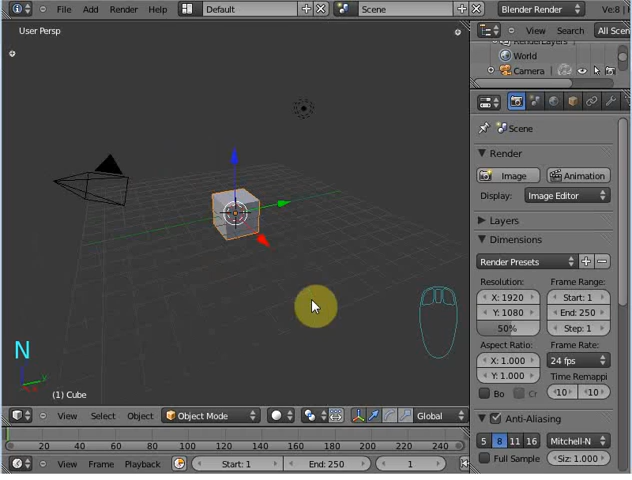 File Add Render Help Default Scene Blender Render Ve:8
User Persp
View Search All Scen
RenderLayers
World
Camera
Scene
Render
Image Animation
Display: Image Editor
Layers
Dimensions
Render Presets
Resolution: Frame Range:
X: 1920 Start: 1
Y: 1080 End: 250
50% Step: 1
Aspect Ratio: Frame Rate:
X: 1.000 24 fps
Y: 1.000 Time Remappi
Bo Cr 10 10
Anti-Aliasing
5 8 11 16 Mitchell-N
Full Sample Siz: 1.000
N
(1) Cube
View Select Object Object Mode Global
20 40 60 80 100 120 140 160 180 200 220 240
View Frame Playback Start: 1 End: 250 1